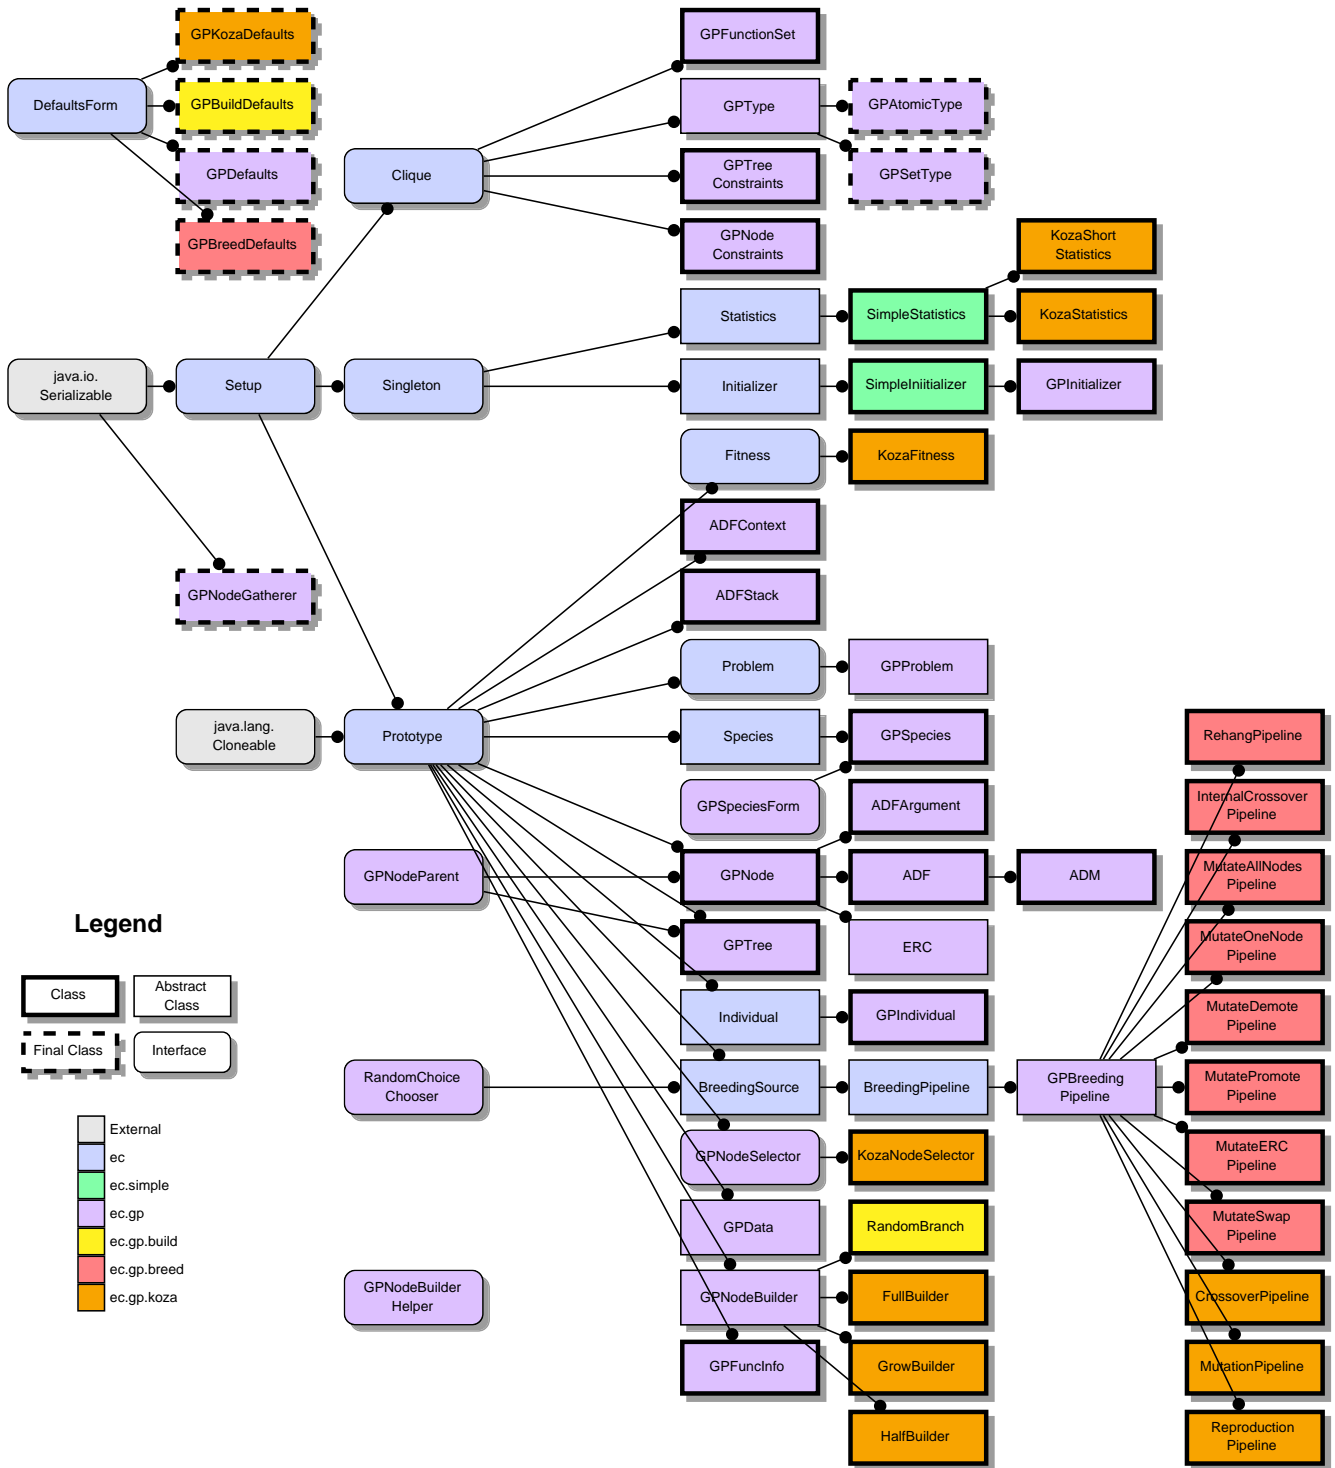 GPKozaDefaults
GPFunctionSet
DefaultsForm
GPBuildDefaults
GPType
GPAtomicType
GPDefaults
Clique
GPTree
Constraints
GPSetType
GPBreedDefaults
GPNode
Constraints
KozaShort
Statistics
Statistics
SimpleStatistics
KozaStatistics
java.io.
Serializable
Setup
Singleton
Initializer
SimpleIniitializer
GPInitializer
Fitness
KozaFitness
ADFContext
GPNodeGatherer
ADFStack
Problem
GPProblem
java.lang.
Cloneable
Prototype
Species
GPSpecies
RehangPipeline
GPSpeciesForm
ADFArgument
InternalCrossover
Pipeline
GPNodeParent
GPNode
ADF
ADM
MutateAllNodes
Pipeline
Legend
GPTree
ERC
MutateOneNode
Pipeline
Class
Abstract
Class
Individual
GPIndividual
MutateDemote
Pipeline
Final Class
Interface
RandomChoice
Chooser
BreedingSource
BreedingPipeline
GPBreeding
Pipeline
MutatePromote
Pipeline
External
ec
GPNodeSelector
KozaNodeSelector
MutateERC
Pipeline
ec.simple
ec.gp
GPData
RandomBranch
MutateSwap
Pipeline
ec.gp.build
ec.gp.breed
ec.gp.koza
GPNodeBuilder
Helper
GPNodeBuilder
FullBuilder
CrossoverPipeline
GPFuncInfo
GrowBuilder
MutationPipeline
HalfBuilder
Reproduction
Pipeline